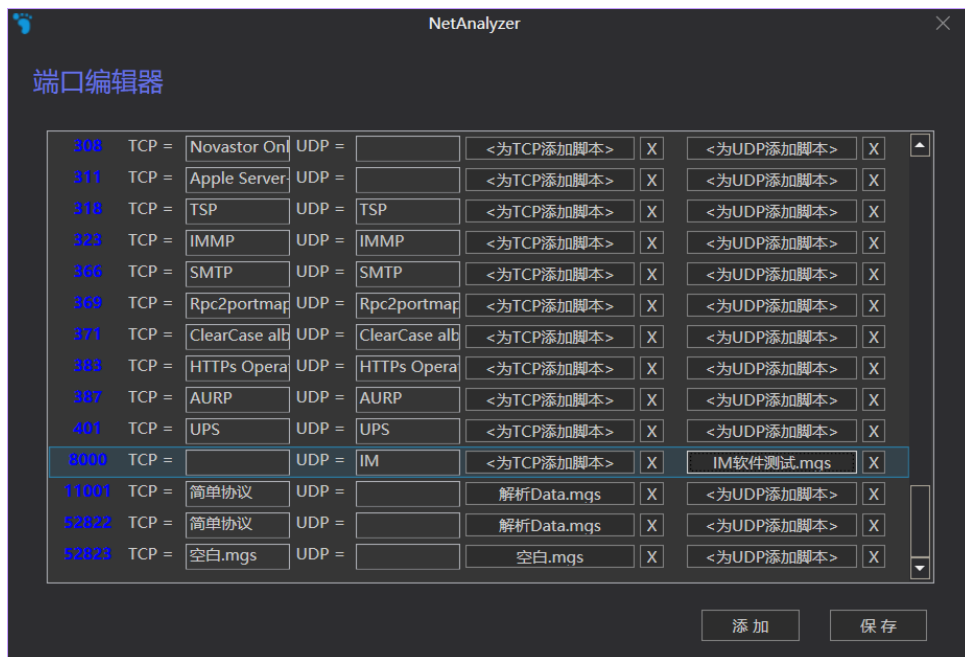 NetAnalyzer
端口编辑器
308 TCP = Novastor Onl UDP = <为TCP添加脚本> X <为UDP添加脚本> X
311 TCP = Apple Server- UDP = <为TCP添加脚本> X <为UDP添加脚本> X
318 TCP = TSP UDP = TSP <为TCP添加脚本> X <为UDP添加脚本> X
323 TCP = IMMP UDP = IMMP <为TCP添加脚本> X <为UDP添加脚本> X
366 TCP = SMTP UDP = SMTP <为TCP添加脚本> X <为UDP添加脚本> X
369 TCP = Rpc2portmap UDP = Rpc2portmap <为TCP添加脚本> X <为UDP添加脚本> X
371 TCP = ClearCase alb UDP = ClearCase alb <为TCP添加脚本> X <为UDP添加脚本> X
383 TCP = HTTPs Opera UDP = HTTPs Opera <为TCP添加脚本> X <为UDP添加脚本> X
387 TCP = AURP UDP = AURP <为TCP添加脚本> X <为UDP添加脚本> X
401 TCP = UPS UDP = UPS <为TCP添加脚本> X <为UDP添加脚本> X
8000 TCP = UDP = IM <为TCP添加脚本> X IM软件测试.mgs X
11001 TCP = 简单协议 UDP = 解析Data.mgs X <为UDP添加脚本> X
52822 TCP = 简单协议 UDP = 解析Data.mgs X <为UDP添加脚本> X
52823 TCP = 空白.mgs UDP = 空白.mgs X <为UDP添加脚本> X
添加 保存